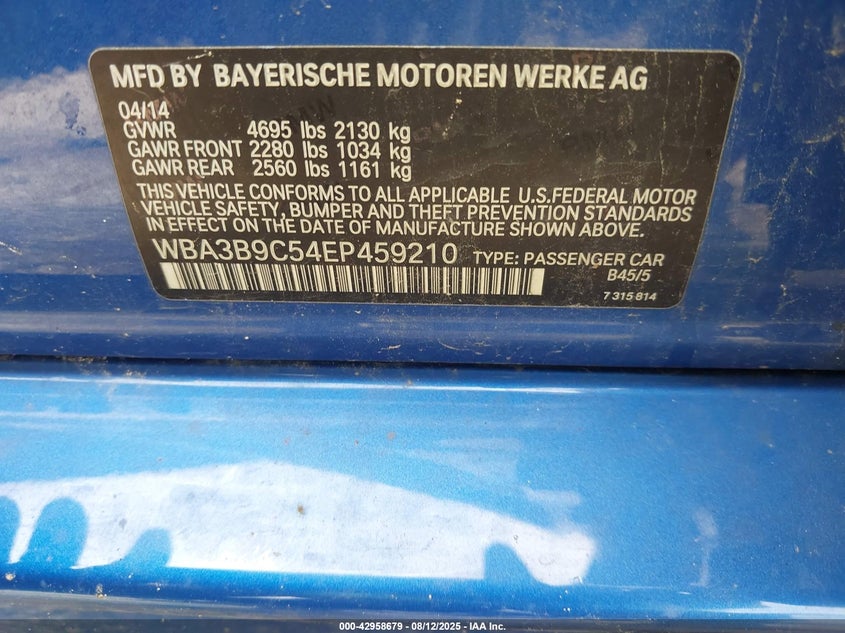 MFD BY BAYERISCHE MOTOREN WERKE AG
04/14
GVWR 4695 lbs 2130 kg
GAWR FRONT 2280 lbs 1034 kg
GAWR REAR 2560 lbs 1161 kg
THIS VEHICLE CONFORMS TO ALL APPLICABLE U.S.FEDERAL MOTOR
VEHICLE SAFETY, BUMPER AND THEFT PREVENTION STANDARDS
IN EFFECT ON THE DATE OF MANUFACTURE SHOWN ABOVE.
WBA3B9C54EP459210 TYPE: PASSENGER CAR
B45/5
7 315 814
000-42958679 - 08/12/2025 - IAA Inc.